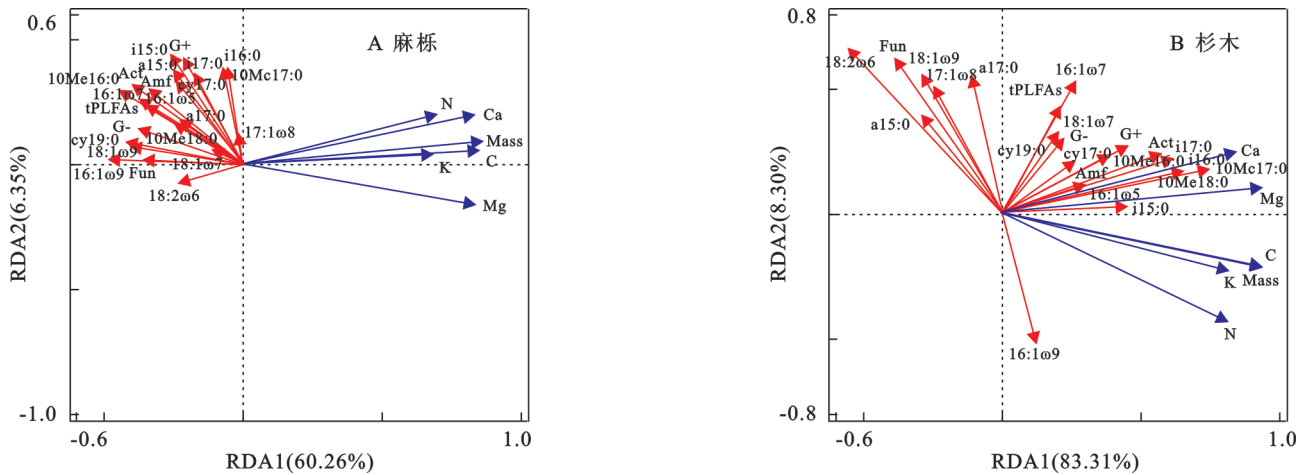 0.6
A 麻栎
G+
i15:0
i17:0
i16:0
a15:0
10Mc17:0
Act
cy17:0
10Me16:0
Amf
16:1ω7
16:1ω5
tPLFAs
a17:0
G-
17:1ω8
cy19:0
10Me18:0
18:1ω9
18:1ω7
16:1ω9
Fun
18:2ω6
N
Ca
Mass
C
K
Mg
RDA2(6.35%)
-1.0
-0.6
1.0
RDA1(60.26%)
0.8
B 杉木
Fun
18:1ω9
18:2ω6
17:1ω8
a17:0
16:1ω7
tPLFAs
a15:0
18:1ω7
G-
G+
cy19:0
cy17:0
Act
i17:0
10Me16:0
i16:0
Ca
Amf
10Me18:0
10Mc17:0
16:1ω5
Mg
i15:0
C
K
Mass
N
16:1ω9
RDA2(8.30%)
-0.8
-0.6
1.0
RDA1(83.31%)